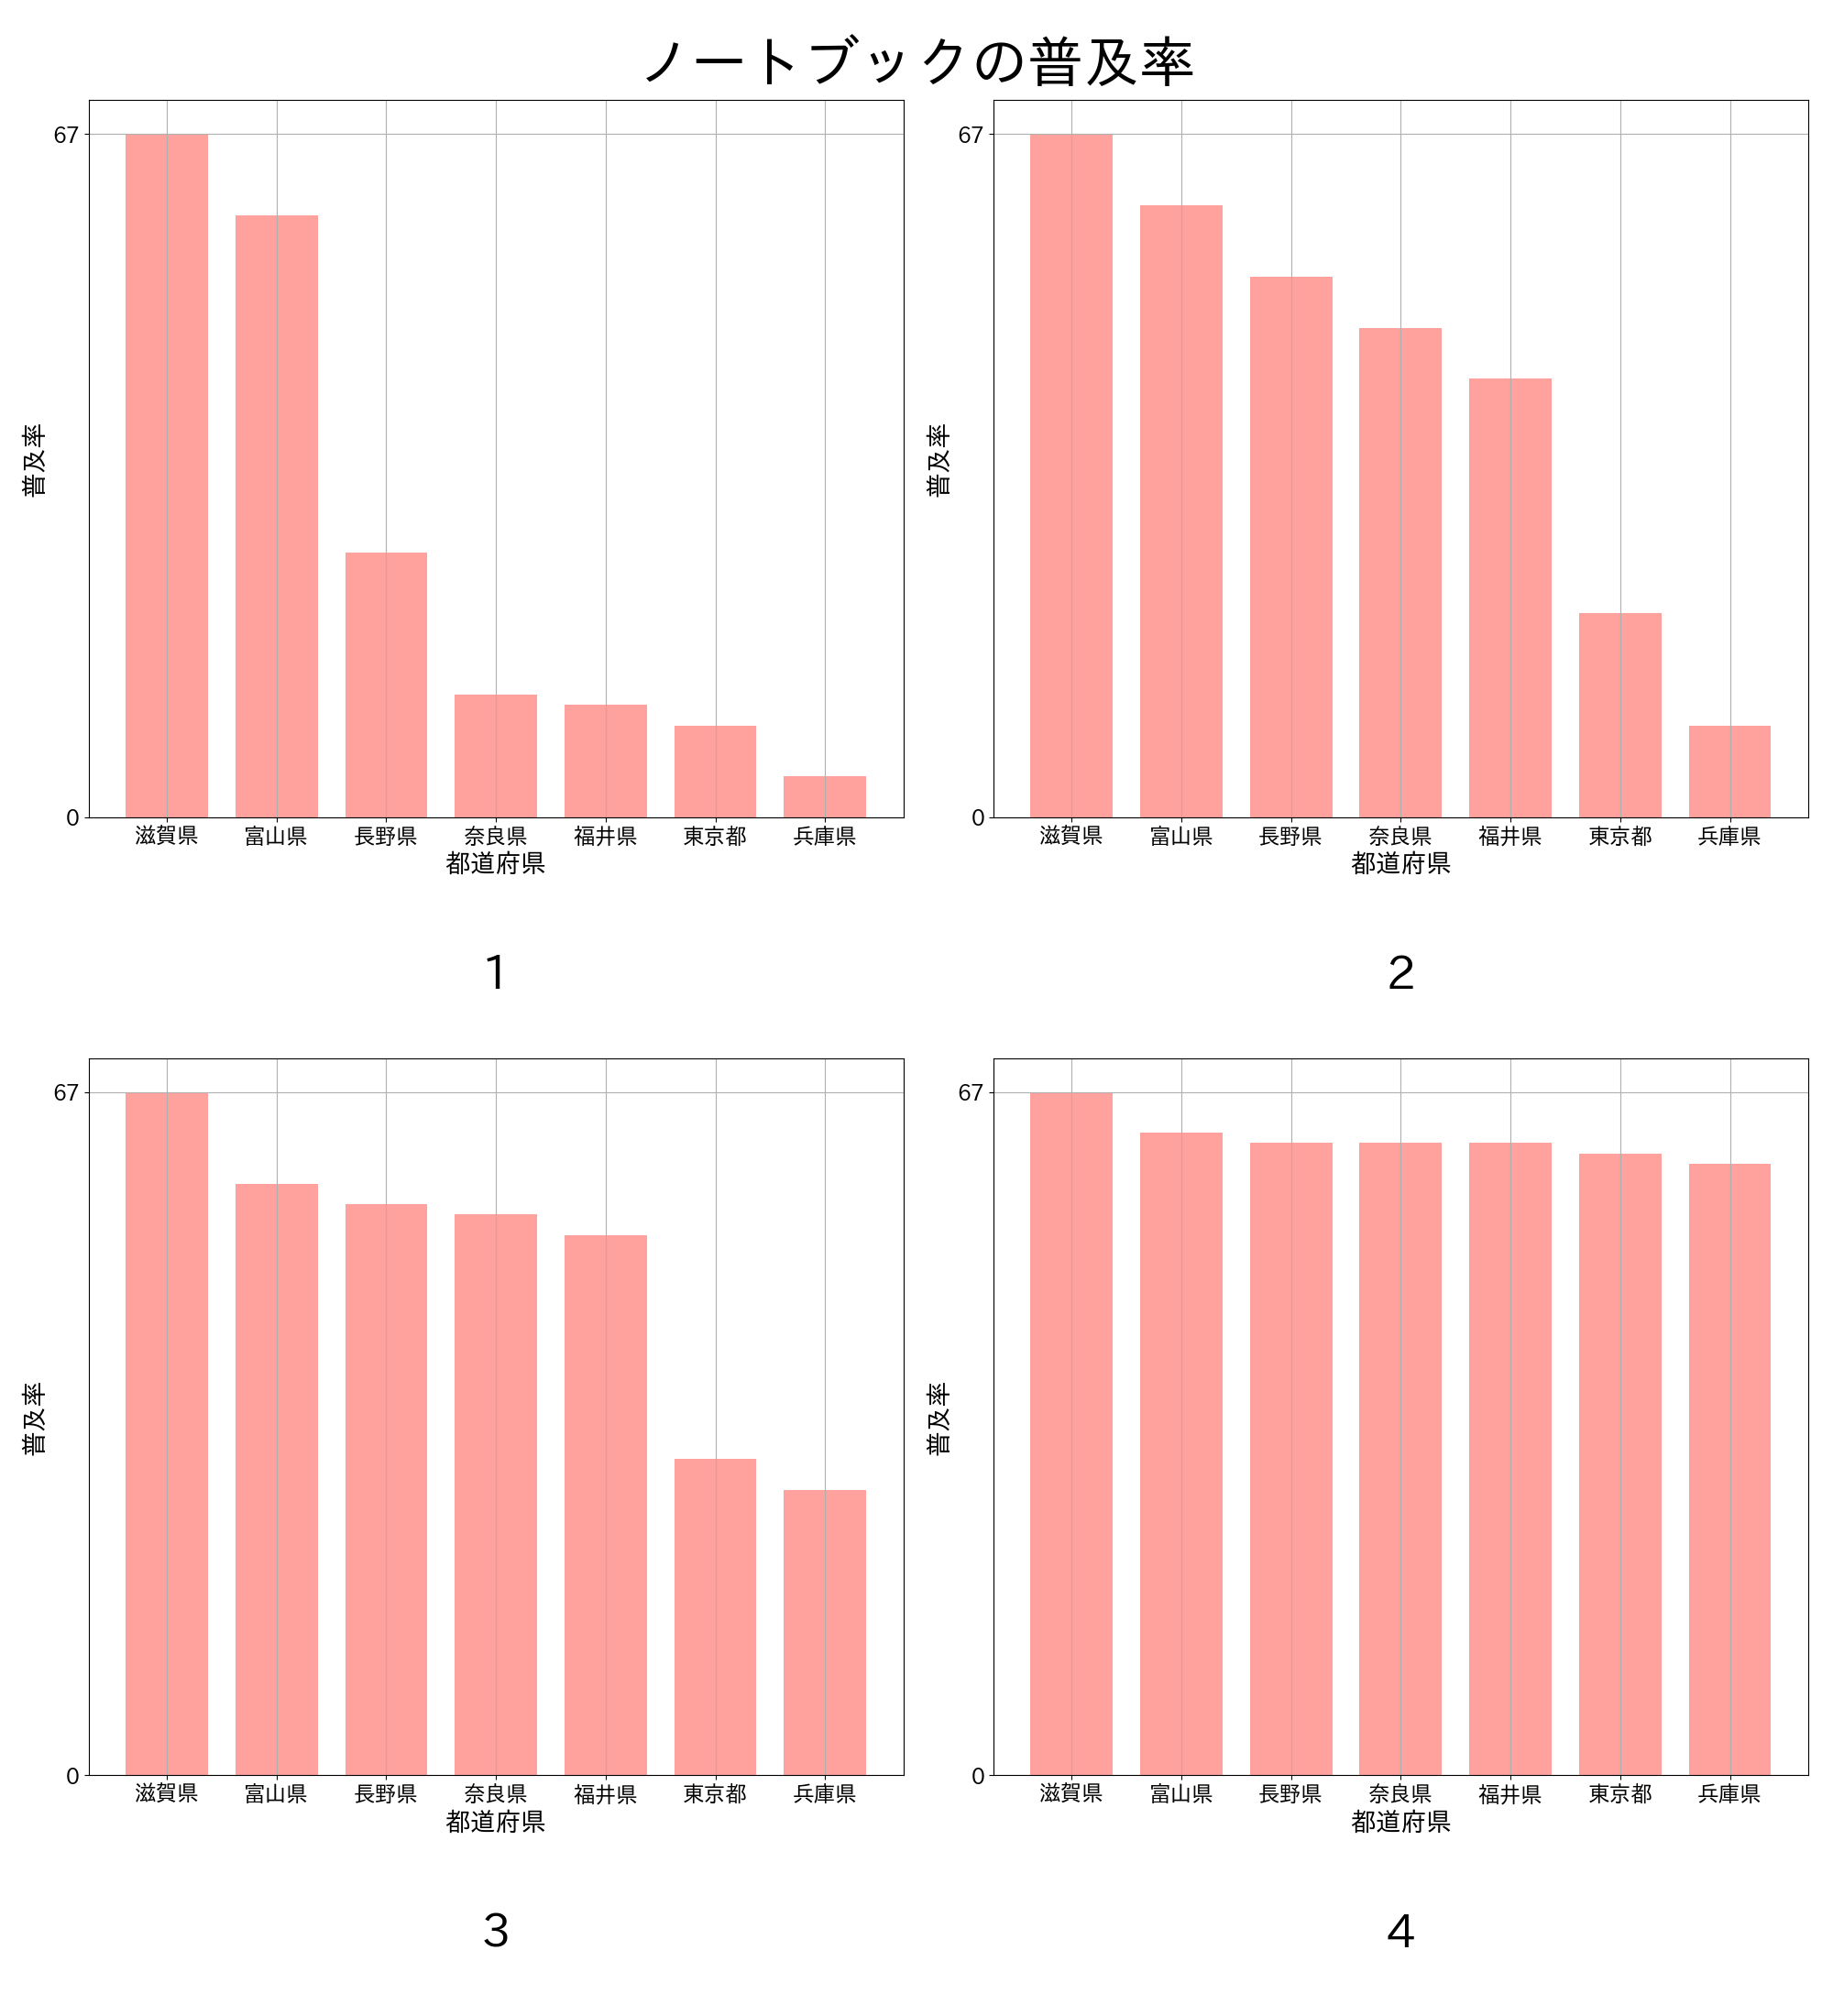 ノートブックの普及率
67
0
普及率
滋賀県 富山県 長野県 奈良県 福井県 東京都 兵庫県
都道府県
1
67
0
普及率
滋賀県 富山県 長野県 奈良県 福井県 東京都 兵庫県
都道府県
2
67
0
普及率
滋賀県 富山県 長野県 奈良県 福井県 東京都 兵庫県
都道府県
3
67
0
普及率
滋賀県 富山県 長野県 奈良県 福井県 東京都 兵庫県
都道府県
4